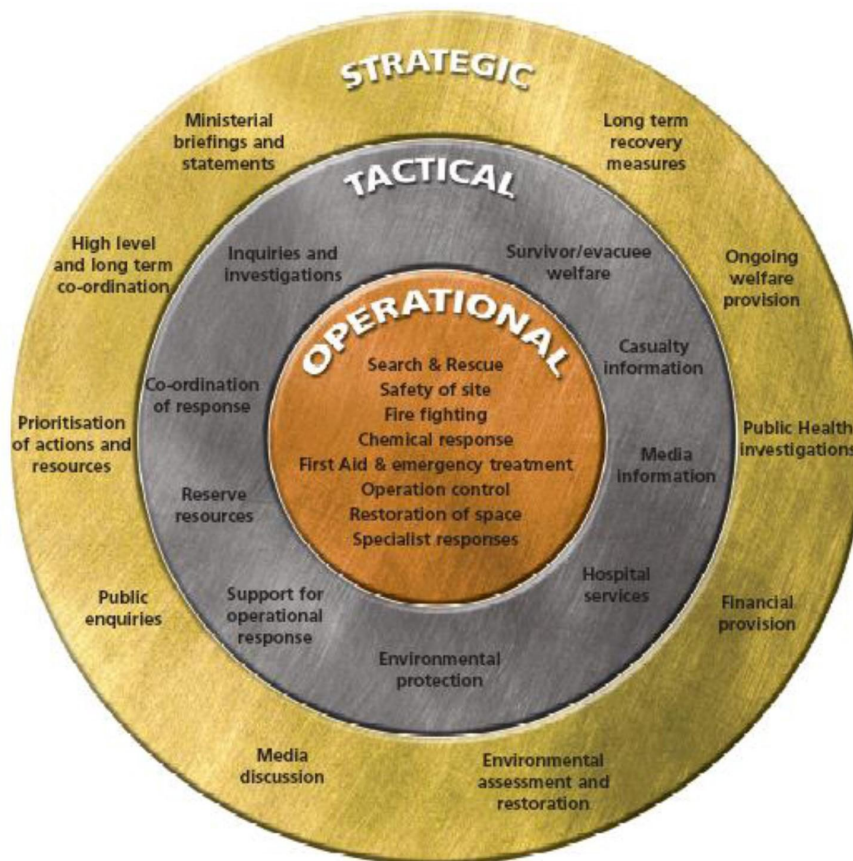 STRATEGIC
Ministerial
briefings and
statements
Long term
recovery
measures
High level
and long term
co-ordination
Ongoing
welfare
provision
Prioritisation
of actions and
resources
Public Health
investigations
Public
enquiries
Financial
provision
Media
discussion
Environmental
assessment and
restoration
TACTICAL
Inquiries and
investigations
Survivor/evacuee
welfare
Co-ordination
of response
Casualty
information
Reserve
resources
Media
information
Support for
operational
response
Hospital
services
Environmental
protection
OPERATIONAL
Search & Rescue
Safety of site
Fire fighting
Chemical response
First Aid & emergency treatment
Operation control
Restoration of space
Specialist responses